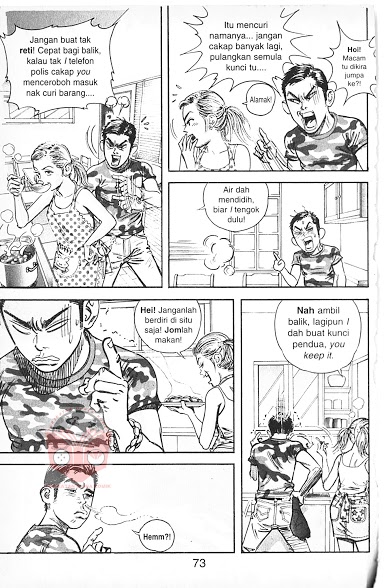 Jangan buat tak
reti! Cepat bagi balik,
kalau tak I telefon
polis cakap you
menceroboh masuk
nak curi barang....
Itu mencuri
namanya... jangan
cakap banyak lagi,
pulangkan semula
kunci tu....
Alamak!
Hoi!
Macam
tu dikira
jumpa
ke?!
Air dah
mendidih,
biar I tengok
dulu!
Hei! Janganlah
berdiri di situ
saja! Jomlah
makan!
Nah ambil
balik, lagipun I
dah buat kunci
pendua, you
keep it.
Hemm?!
73